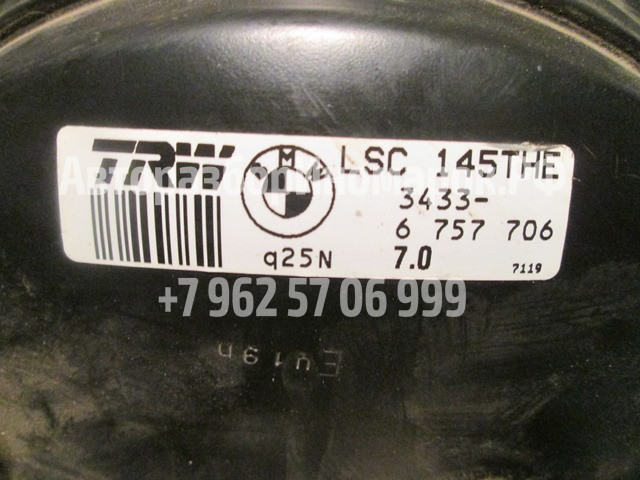 TRW
BMW
LSC 145THE
3433-
6 757 706
q25N 7.0 7119
+7 962 57 06 999